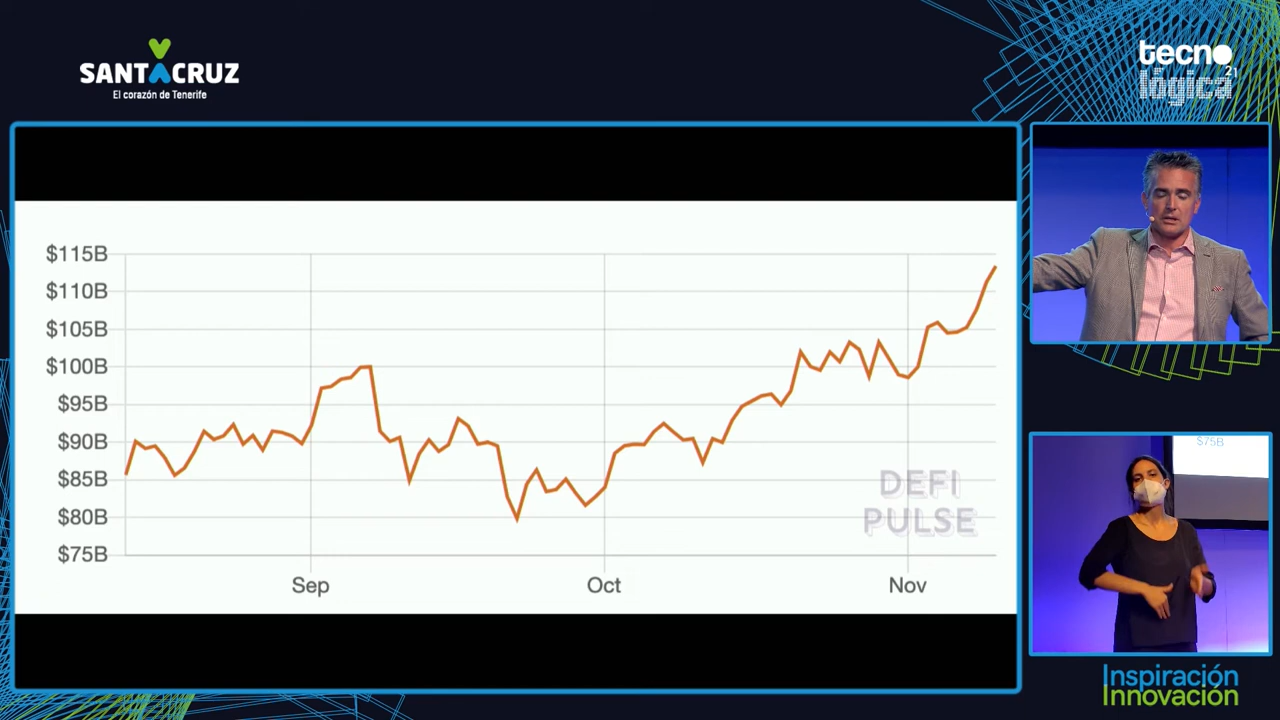 SANTACRUZ
El corazón de Tenerife
tecno
lógica
21
$115B
$110B
$105B
$100B
$95B
$90B
$85B
$80B
$75B
Sep
Oct
Nov
DEFI
PULSE
$75B
Inspiración
Innovación